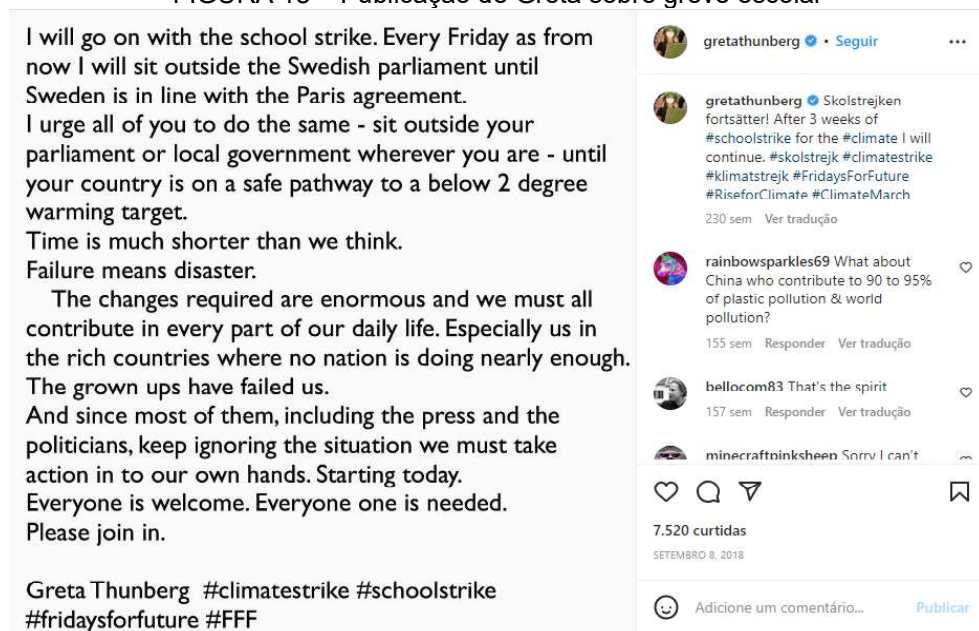 I will go on with the school strike. Every Friday as from
now I will sit outside the Swedish parliament until
Sweden is in line with the Paris agreement.
I urge all of you to do the same - sit outside your
parliament or local government wherever you are - until
your country is on a safe pathway to a below 2 degree
warming target.
Time is much shorter than we think.
Failure means disaster.
The changes required are enormous and we must all
contribute in every part of our daily life. Especially us in
the rich countries where no nation is doing nearly enough.
The grown ups have failed us.
And since most of them, including the press and the
politicians, keep ignoring the situation we must take
action in to our own hands. Starting today.
Everyone is welcome. Everyone one is needed.
Please join in.
Greta Thunberg #climatestrike #schoolstrike
#fridaysforfuture #FFF
gretathunberg • Seguir
gretathunberg Skolstrejken
fortsätter! After 3 weeks of
#schoolstrike for the #climate I will
continue. #skolstrejk #climatestrike
#klimatstrejk #FridaysForFuture
#RiseforClimate #ClimateMarch
230 sem Ver tradução
rainbowsparkles69 What about
China who contribute to 90 to 95%
of plastic pollution & world
pollution?
155 sem Responder Ver tradução
bellocom83 That's the spirit
157 sem Responder Ver tradução
minecraftpinksheep Sorry I can't
7.520 curtidas
SETEMBRO 8, 2018
Adicione um comentário... Publicar